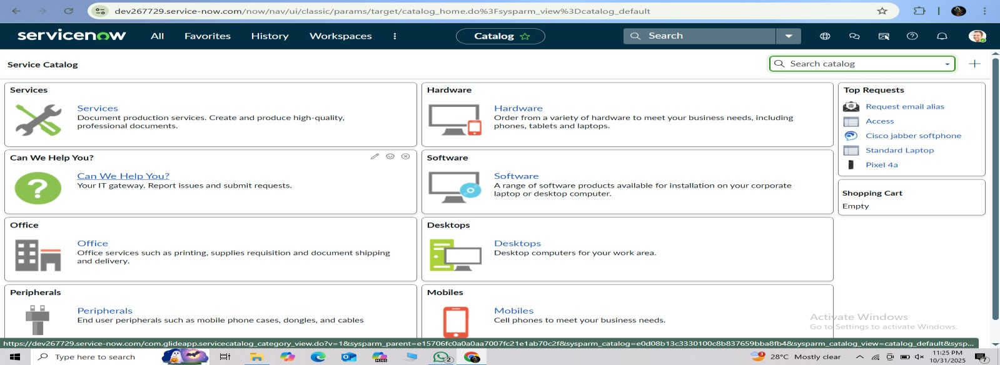 dev267729.service-now.com/now/nav/ui/classic/params/target/catalog_home.do%3Fsysparm_view%3Dcatalog_default
servicenow All Favorites History Workspaces Catalog Search
Service Catalog
Search catalog
Services
Services
Document production services. Create and produce high-quality,
professional documents.
Hardware
Hardware
Order from a variety of hardware to meet your business needs, including
phones, tablets and laptops.
Top Requests
Request email alias
Access
Cisco jabber softphone
Standard Laptop
Pixel 4a
Can We Help You?
Can We Help You?
Your IT gateway. Report issues and submit requests.
Software
Software
A range of software products available for installation on your corporate
laptop or desktop computer.
Shopping Cart
Empty
Office
Office
Office services such as printing, supplies requisition and document shipping
and delivery.
Desktops
Desktops
Desktop computers for your work area.
Peripherals
Peripherals
End user peripherals such as mobile phone cases, dongles, and cables
Mobiles
Mobiles
Cell phones to meet your business needs.
Activate Windows
Go to Settings to activate Windows.
https://dev267729.service-now.com/com.glideapp.servicecatalog_category_view.do?v=1&sysparm_parent=e15706fc0a0a0aa7007fc21e1ab70c2f&sysparm_catalog=e0d08b13c3330100c8b837659bba8fb4&sysparm_catalog_view=catalog_default&sysp...
Type here to search
M365
2
3
28°C Mostly clear
11:25 PM
10/31/2025
7